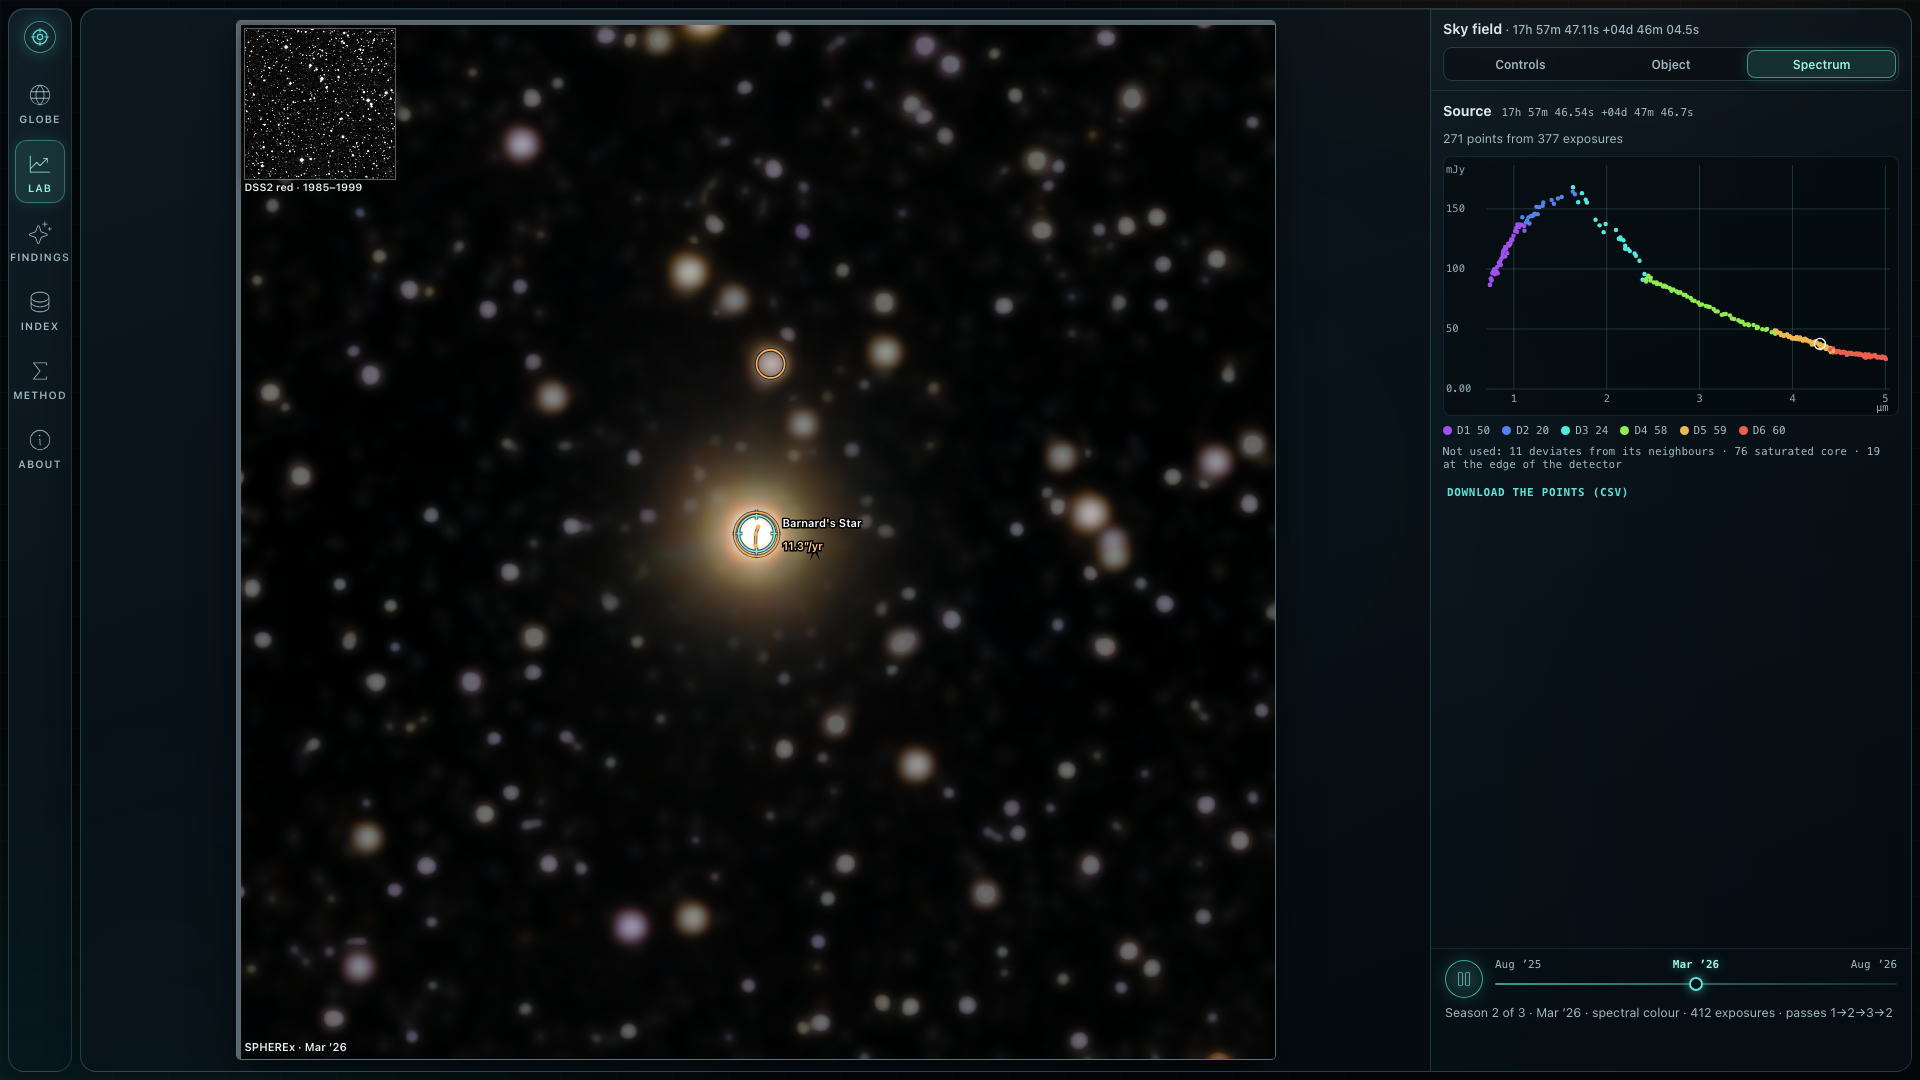 GLOBE
LAB
FINDINGS
INDEX
METHOD
ABOUT
DSS2 red · 1985–1999
Barnard's Star
11.3"/yr
SPHEREx · Mar '26
Sky field · 17h 57m 47.11s +04d 46m 04.5s
Controls Object Spectrum
Source 17h 57m 46.54s +04d 47m 46.7s
271 points from 377 exposures
mJy
150
100
50
0.00
1 2 3 4 5
µm
D1 50 D2 20 D3 24 D4 58 D5 59 D6 60
Not used: 11 deviates from its neighbours · 76 saturated core · 19
at the edge of the detector
DOWNLOAD THE POINTS (CSV)
Aug ’25 Mar ’26 Aug ’26
Season 2 of 3 · Mar ’26 · spectral colour · 412 exposures · passes 1→2→3→2